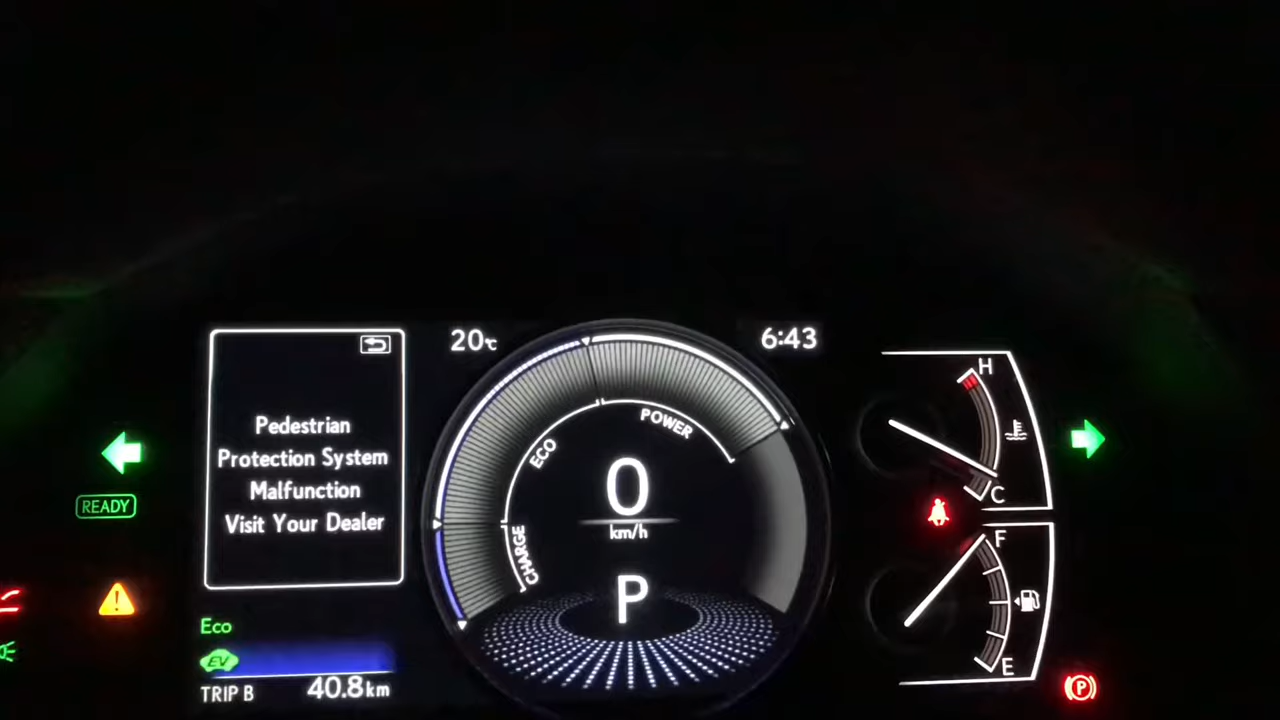 20°C
6:43
Pedestrian
Protection System
Malfunction
Visit Your Dealer
READY
Eco
EV
TRIP B 40.8km
CHARGE
ECO
POWER
0
km/h
P
H
C
F
E
P